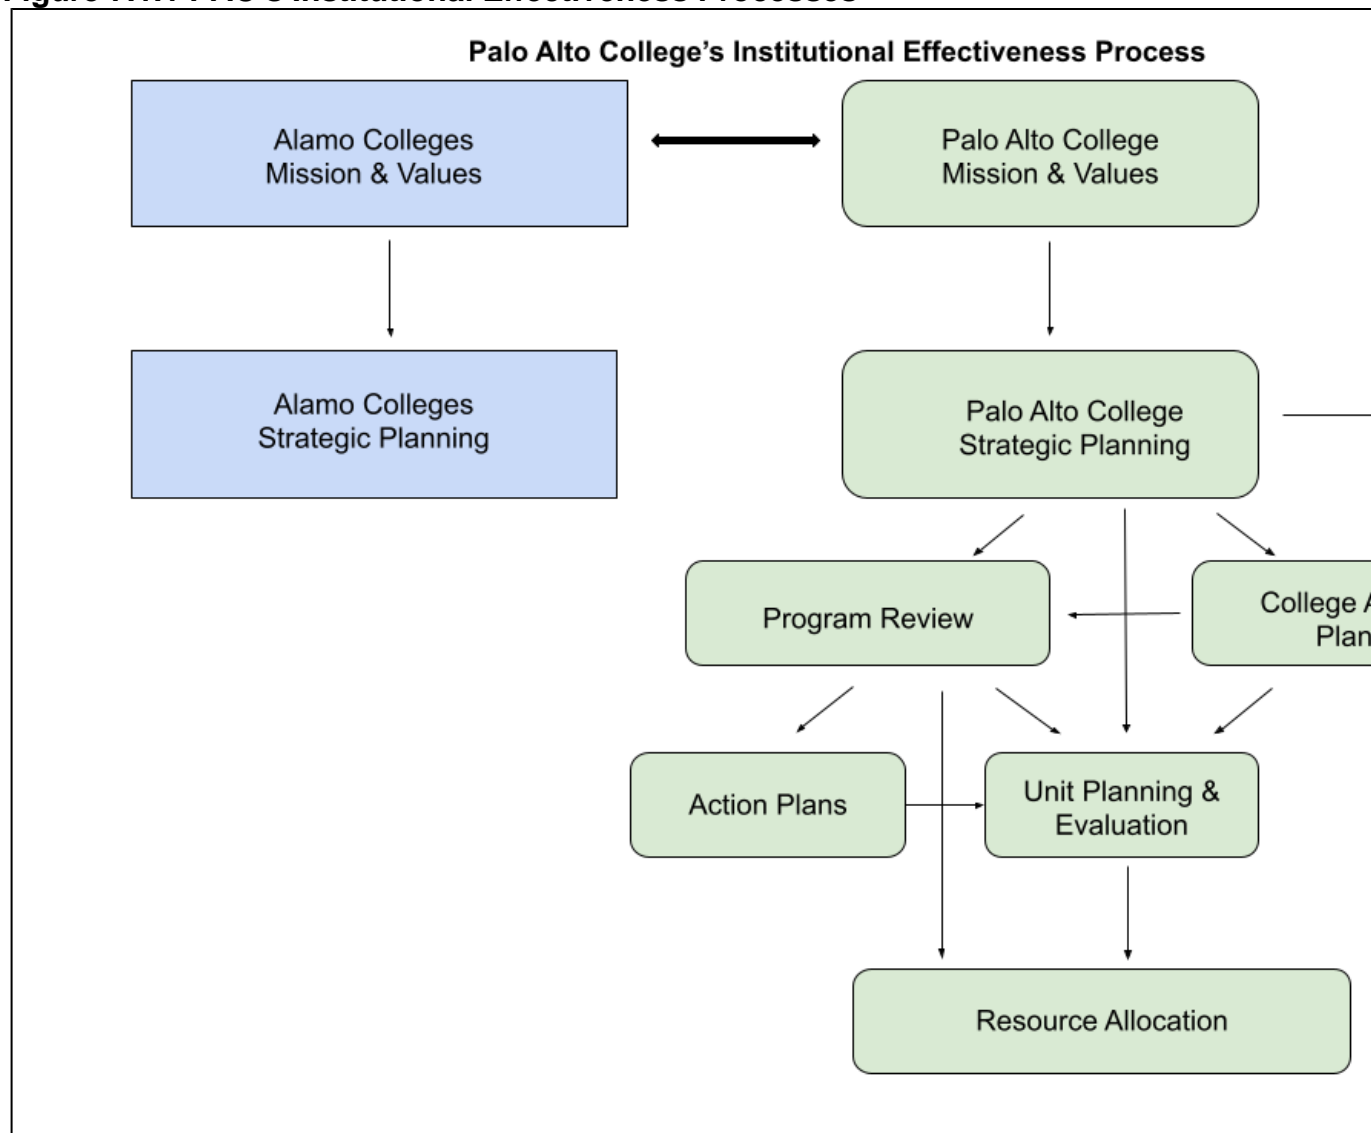 Palo Alto College's Institutional Effectiveness Process
Alamo Colleges
Mission & Values
Palo Alto College
Mission & Values
Alamo Colleges
Strategic Planning
Palo Alto College
Strategic Planning
Program Review
College
Action Plans
Unit Planning &
Evaluation
Resource Allocation